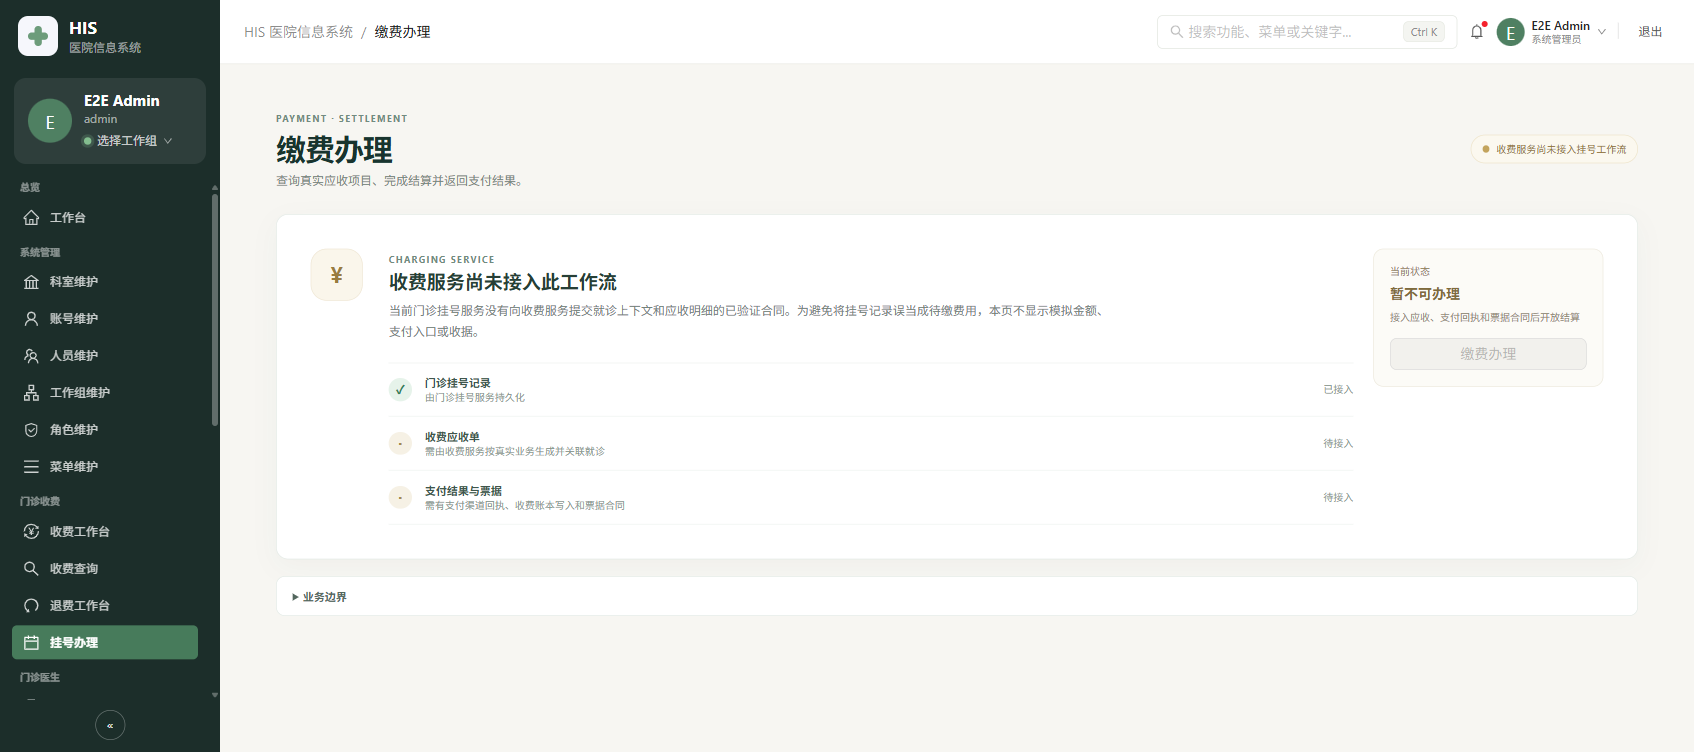 HIS
医院信息系统
E
E2E Admin
admin
选择工作组
总览
工作台
系统管理
科室维护
账号维护
人员维护
工作组维护
角色维护
菜单维护
门诊收费
收费工作台
收费查询
退费工作台
挂号办理
门诊医生
«
HIS 医院信息系统 / 缴费办理
搜索功能、菜单或关键字...
Ctrl K
E
E2E Admin
系统管理员
退出
PAYMENT · SETTLEMENT
缴费办理
查询真实应收项目、完成结算并返回支付结果。
收费服务尚未接入挂号工作流
¥
CHARGING SERVICE
收费服务尚未接入此工作流
当前门诊挂号服务没有向收费服务提交就诊上下文和应收明细的已验证合同。为避免将挂号记录误当成待缴费用，本页不显示模拟金额、
支付入口或收据。
✓
门诊挂号记录
由门诊挂号服务持久化
已接入
·
收费应收单
需由收费服务按真实业务生成并关联就诊
待接入
·
支付结果与票据
需有支付渠道回执、收费账本写入和票据合同
待接入
当前状态
暂不可办理
接入应收、支付回执和票据合同后开放结算
缴费办理
业务边界